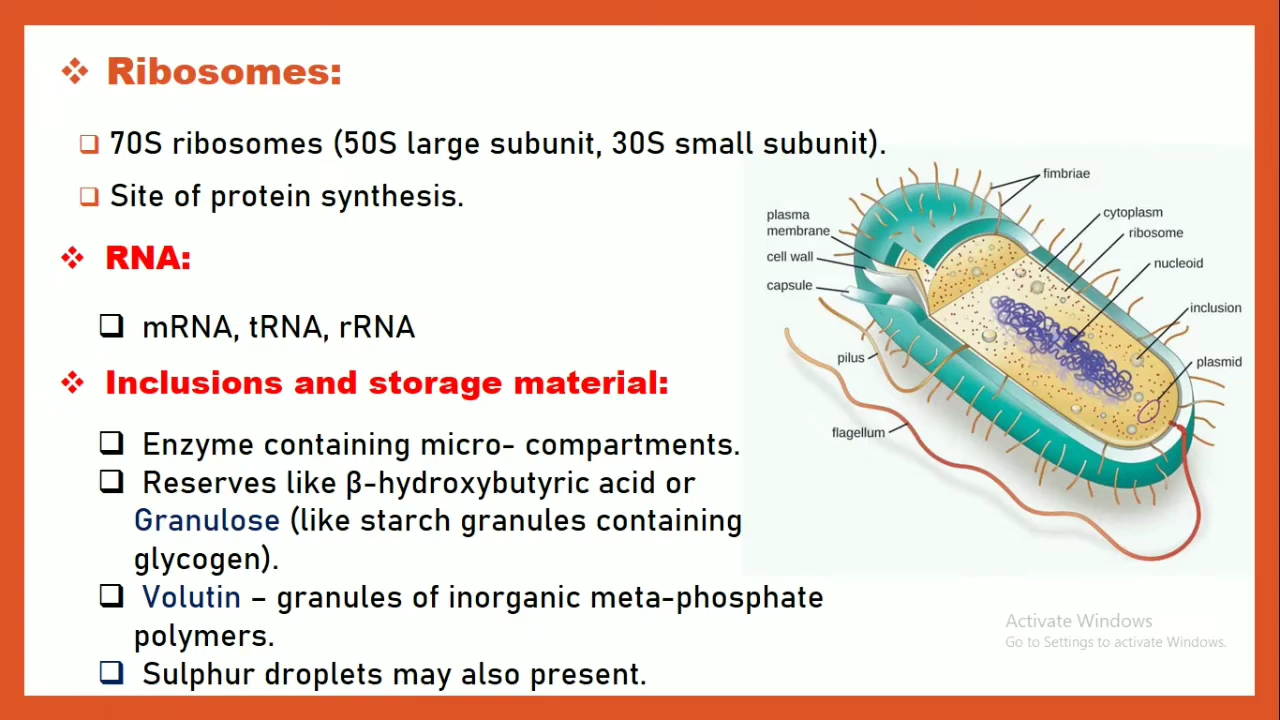 Ribosomes:
70S ribosomes (50S large subunit, 30S small subunit).
Site of protein synthesis.
RNA:
mRNA, tRNA, rRNA
Inclusions and storage material:
Enzyme containing micro- compartments.
Reserves like β-hydroxybutyric acid or
Granulose (like starch granules containing
glycogen).
Volutin – granules of inorganic meta-phosphate
polymers.
Sulphur droplets may also present.
fimbriae
cytoplasm
ribosome
nucleoid
inclusion
plasmid
plasma
membrane
cell wall
capsule
pilus
flagellum
Activate Windows
Go to Settings to activate Windows.